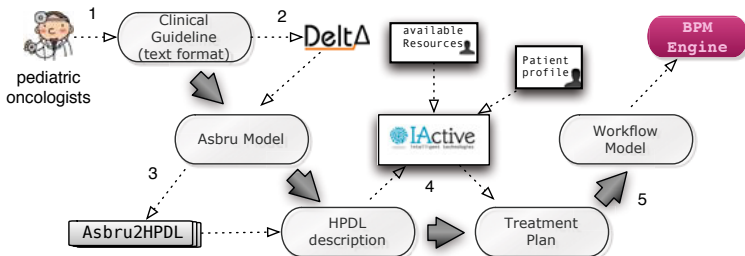 1
Clinical
Guideline
(text format)
2
DeltA
available
Resources
BPM
Engine
pediatric
oncologists
Patient
profile
Asbru Model
IActive
Intelligent technologies
Workflow
Model
3
4
5
Asbru2HPDL
HPDL
description
Treatment
Plan